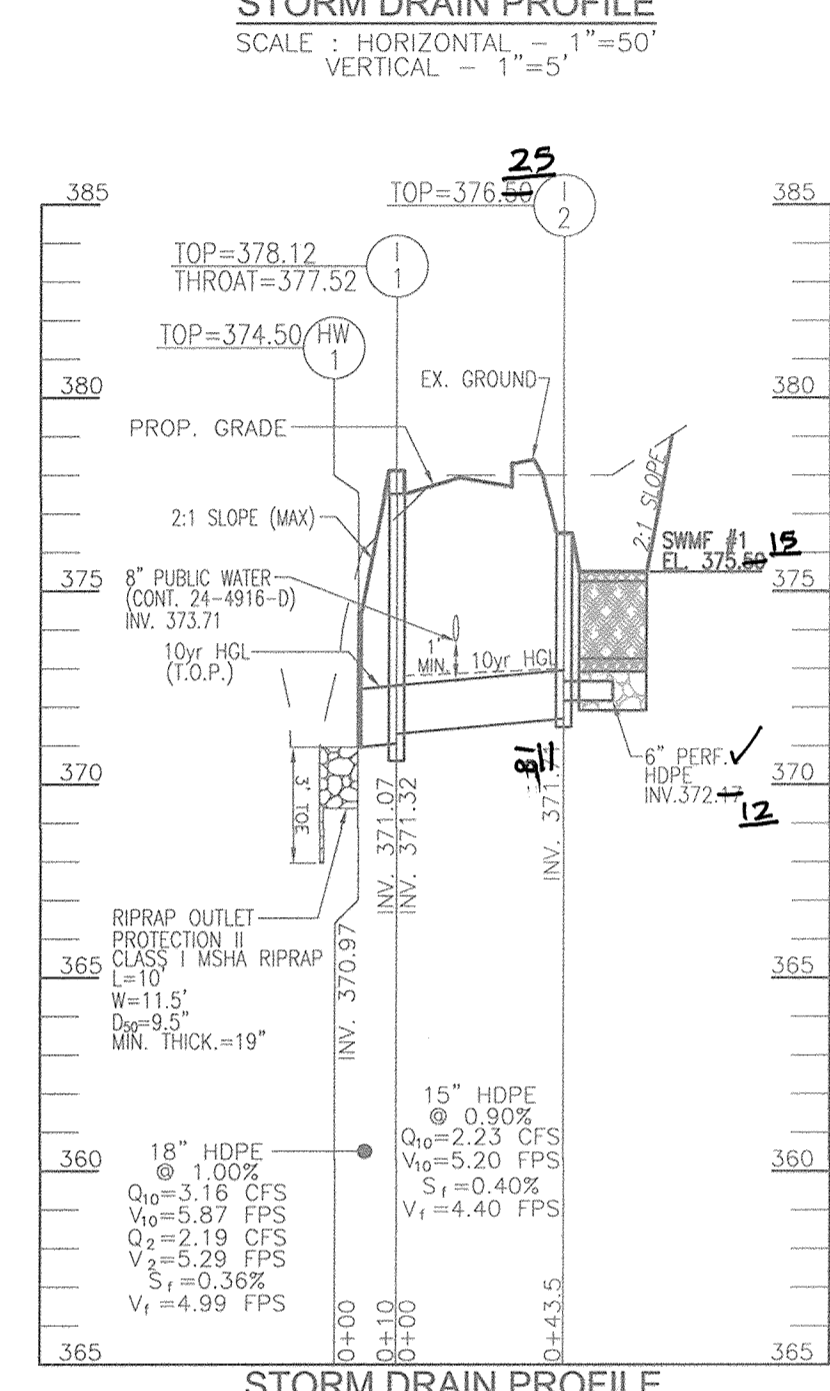 STORM DRAIN PROFILE
SCALE : HORIZONTAL - 1"=50'
VERTICAL - 1"=5'
25
TOP=376.50
I
2
385
385
TOP=378.12
THROAT=377.52
I
1
TOP=374.50
HW
1
EX. GROUND
380
380
PROP. GRADE
2:1 SLOPE
2:1 SLOPE (MAX)
SWMF #1
15
EL. 375.50
375
375
8" PUBLIC WATER
(CONT. 24-4916-D)
INV. 373.71
10yr HGL
(T.O.P.)
1'
MIN.
10yr HGL
6" PERF.
HDPE
INV.372.17
12
370
370
3' TOE
INV. 371.07
INV. 371.32
INV. 371.
81
RIPRAP OUTLET
PROTECTION II
CLASS I MSHA RIPRAP
L=10'
W=11.5'
D50=9.5"
MIN. THICK.=19"
365
365
INV. 370.97
15" HDPE
@ 0.90%
Q10=2.23 CFS
V10=5.20 FPS
Sf=0.40%
Vf=4.40 FPS
360
360
18" HDPE
@ 1.00%
Q10=3.16 CFS
V10=5.87 FPS
Q2=2.19 CFS
V2=5.29 FPS
Sf=0.36%
Vf=4.99 FPS
0+00
0+10
0+00
0+43.5
365
365
STORM DRAIN PROFILE